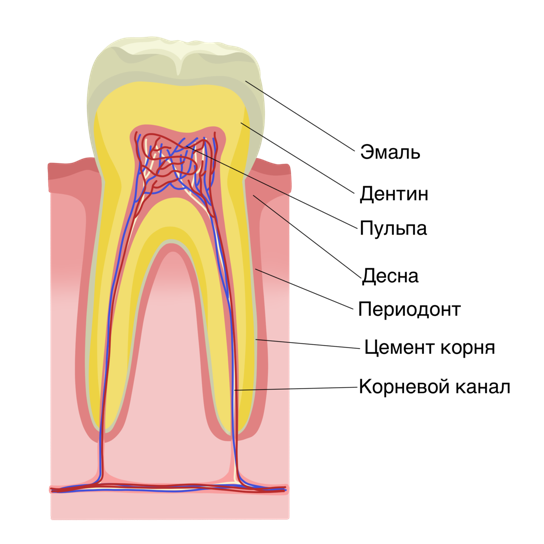 Эмаль
Дентин
Пульпа
Десна
Периодонт
Цемент корня
Корневой канал